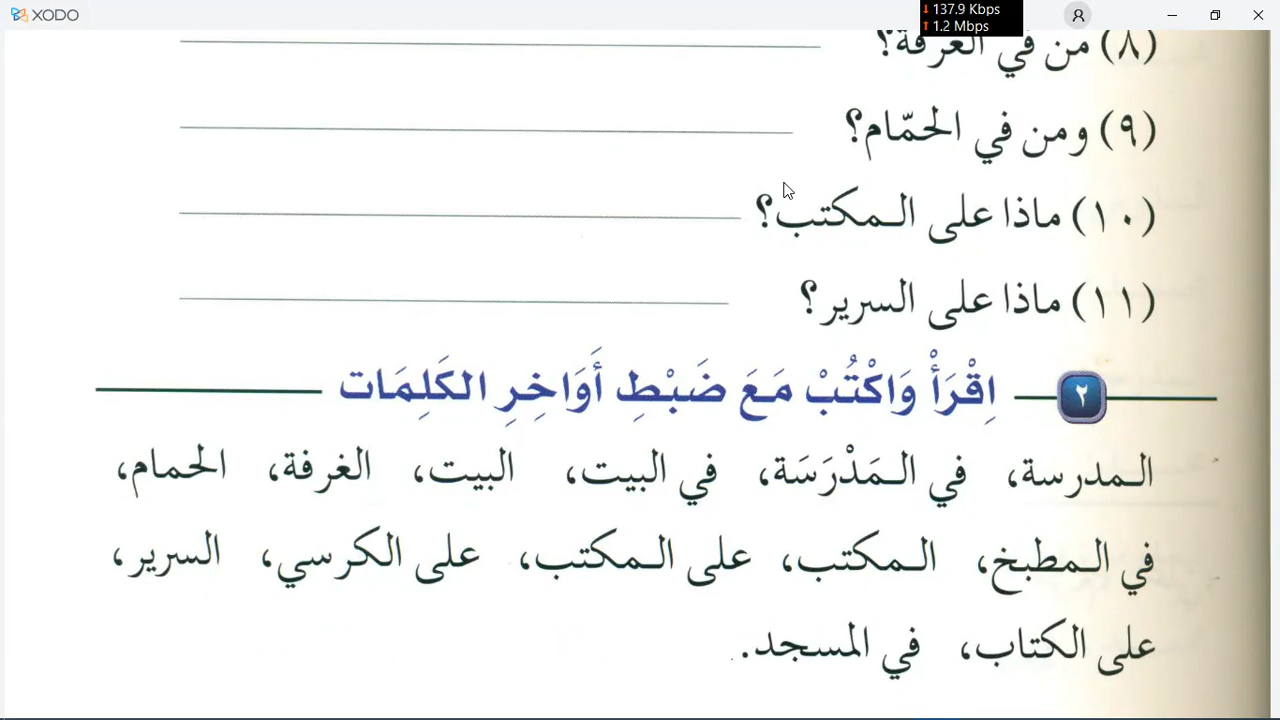 XODO
↓ 137.9 Kbps
↑ 1.2 Mbps
(٨) من في الغرفة؟
(٩) ومن في الحمّام؟
(١٠) ماذا على المكتب؟
(١١) ماذا على السرير؟
٢ اِقْرَأْ وَاكْتُبْ مَعَ ضَبْطِ أَوَاخِرِ الكَلِمَات
المدرسة، في المَدْرَسَة، في البيت، البيت، الغرفة، الحمام،
في المطبخ، المكتب، على المكتب، على الكرسي، السرير،
على الكتاب، في المسجد.